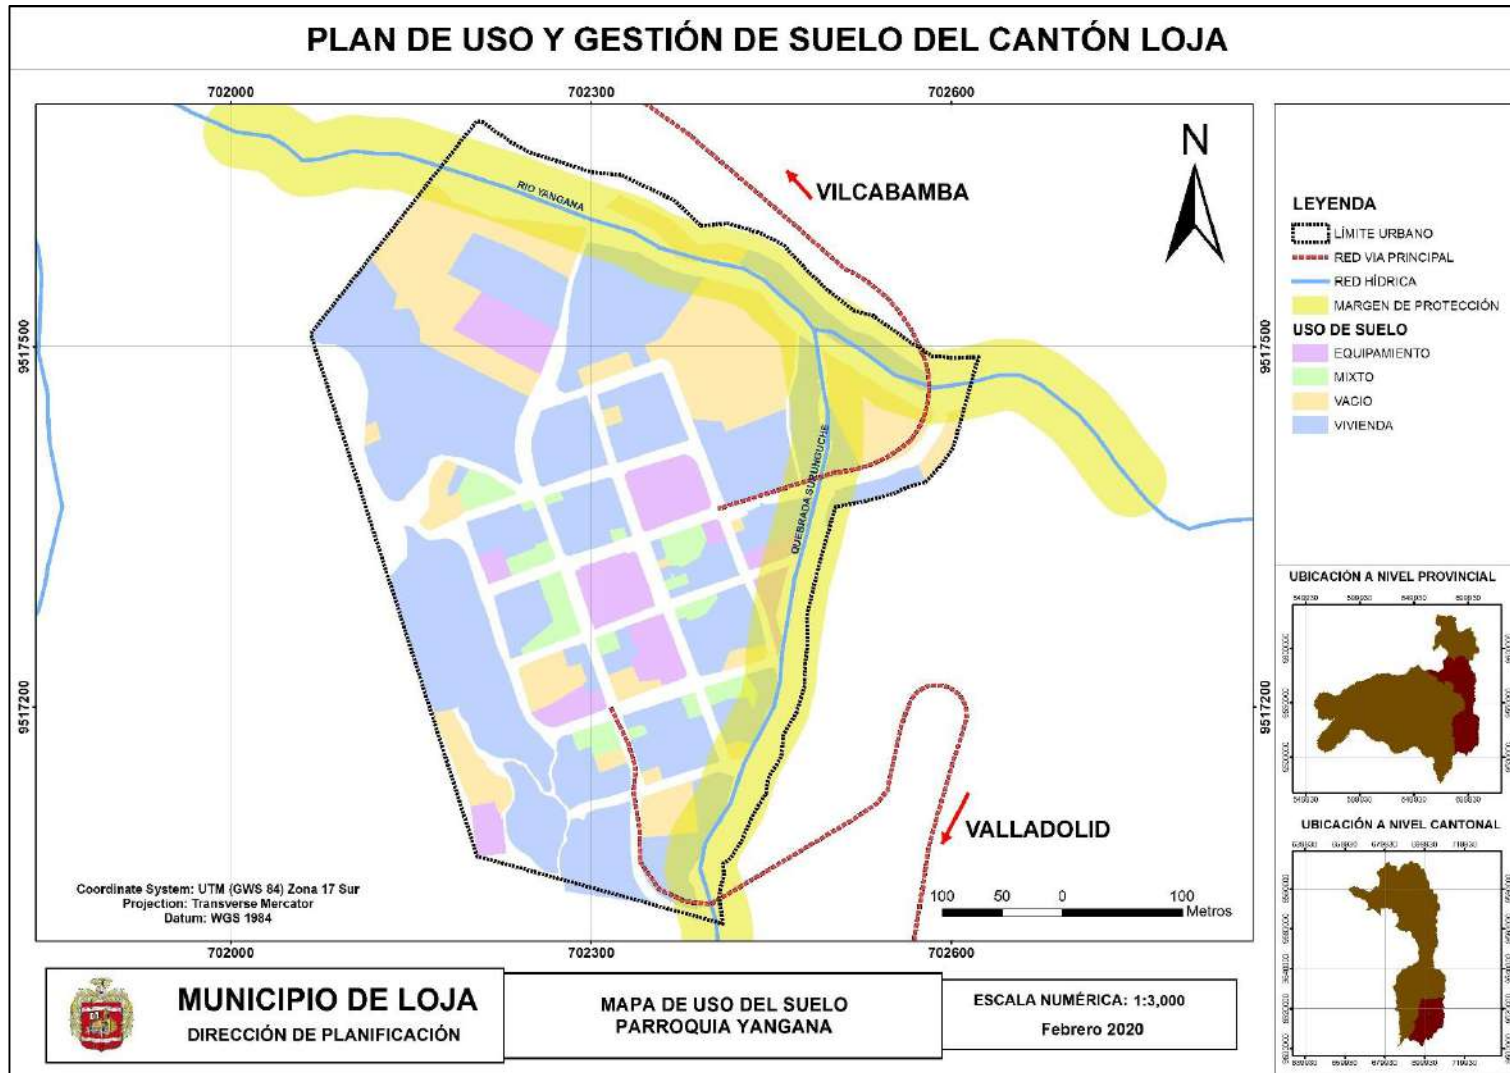 PLAN DE USO Y GESTIÓN DE SUELO DEL CANTÓN LOJA
702000
702300
702600
N
VILCABAMBA
RIO YANGANA
9517500
9517500
QUEBRADA SURUNGUCHE
9517200
9517200
VALLADOLID
Coordinate System: UTM (GWS 84) Zona 17 Sur
Projection: Transverse Mercator
Datum: WGS 1984
100 50 0 100
Metros
702000
702300
702600
LEYENDA
LÍMITE URBANO
RED VIA PRINCIPAL
RED HÍDRICA
MARGEN DE PROTECCIÓN
USO DE SUELO
EQUIPAMIENTO
MIXTO
VACIO
VIVIENDA
UBICACIÓN A NIVEL PROVINCIAL
UBICACIÓN A NIVEL CANTONAL
MUNICIPIO DE LOJA
DIRECCIÓN DE PLANIFICACIÓN
MAPA DE USO DEL SUELO
PARROQUIA YANGANA
ESCALA NUMÉRICA: 1:3,000
Febrero 2020